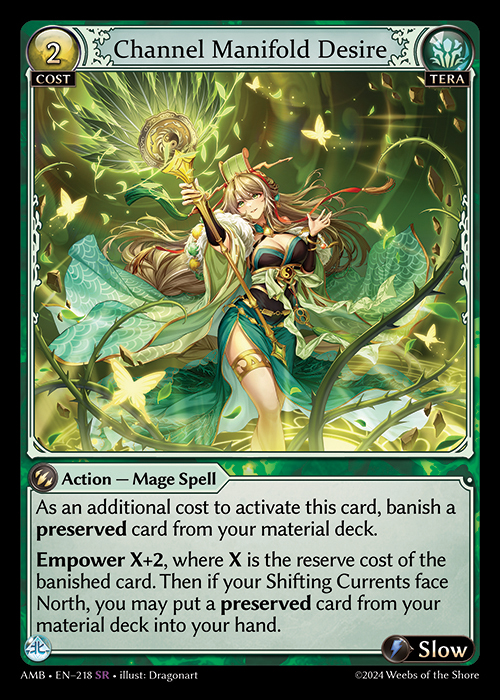 2
Channel Manifold Desire
COST
TERA
Action — Mage Spell
As an additional cost to activate this card, banish a
preserved card from your material deck.
Empower X+2, where X is the reserve cost of the
banished card. Then if your Shifting Currents face
North, you may put a preserved card from your
material deck into your hand.
北
Slow
AMB • EN–218 SR • illust: Dragonart
©2024 Weebs of the Shore